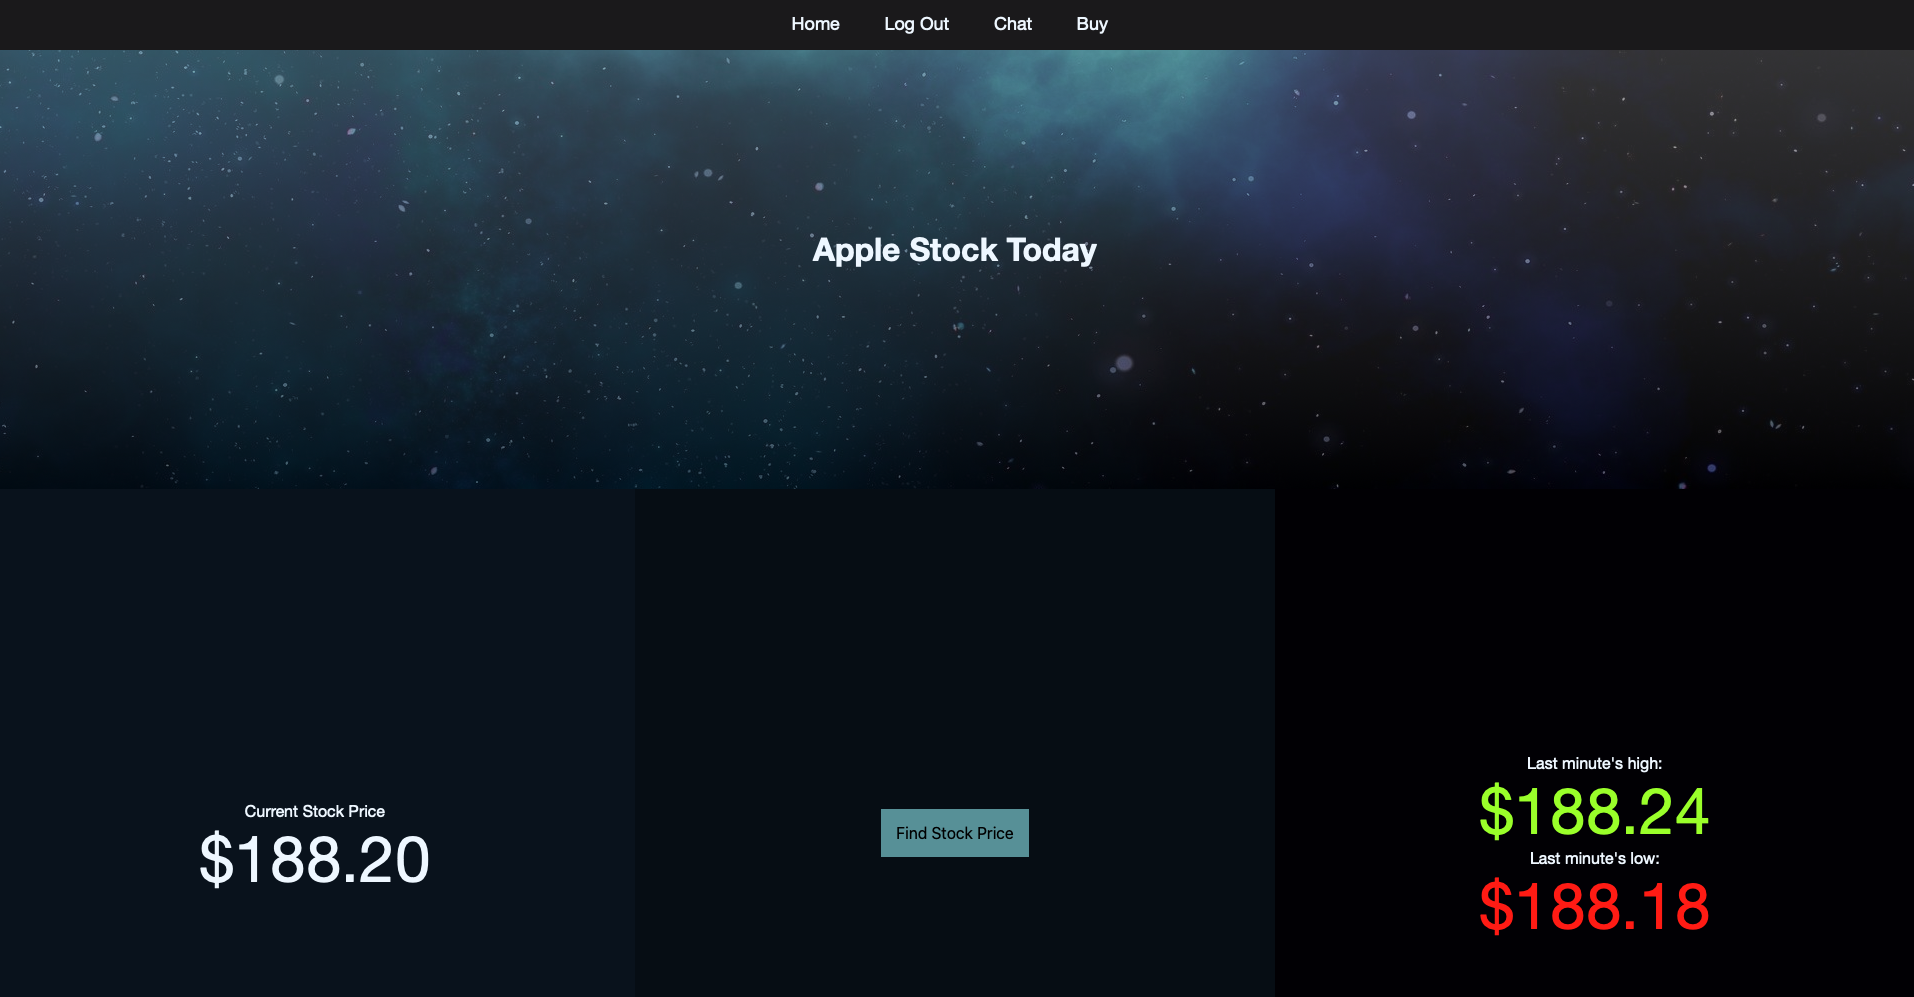 Home Log Out Chat Buy
Apple Stock Today
Current Stock Price
$188.20
Find Stock Price
Last minute's high:
$188.24
Last minute's low:
$188.18